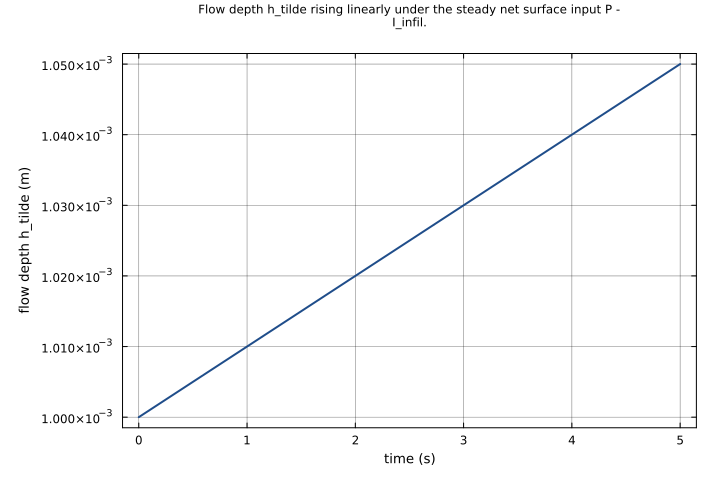 Flow depth h_tilde rising linearly under the steady net surface input P -
I_infil.
1.050×10⁻³
1.040×10⁻³
1.030×10⁻³
1.020×10⁻³
1.010×10⁻³
1.000×10⁻³
flow depth h_tilde (m)
0 1 2 3 4 5
time (s)